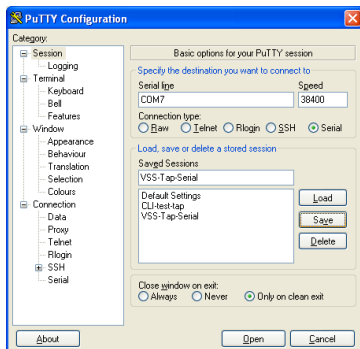 PuTTY Configuration
Category:
Session
Logging
Terminal
Keyboard
Bell
Features
Window
Appearance
Behaviour
Translation
Selection
Colours
Connection
Data
Proxy
Telnet
Rlogin
SSH
Serial
Basic options for your PuTTY session
Specify the destination you want to connect to
Serial line Speed
COM7 38400
Connection type:
Raw Telnet Rlogin SSH Serial
Load, save or delete a stored session
Saved Sessions
VSS-Tap-Serial
Default Settings
CLI-test-tap
VSS-Tap-Serial
Load
Save
Delete
Close window on exit:
Always Never Only on clean exit
About Open Cancel